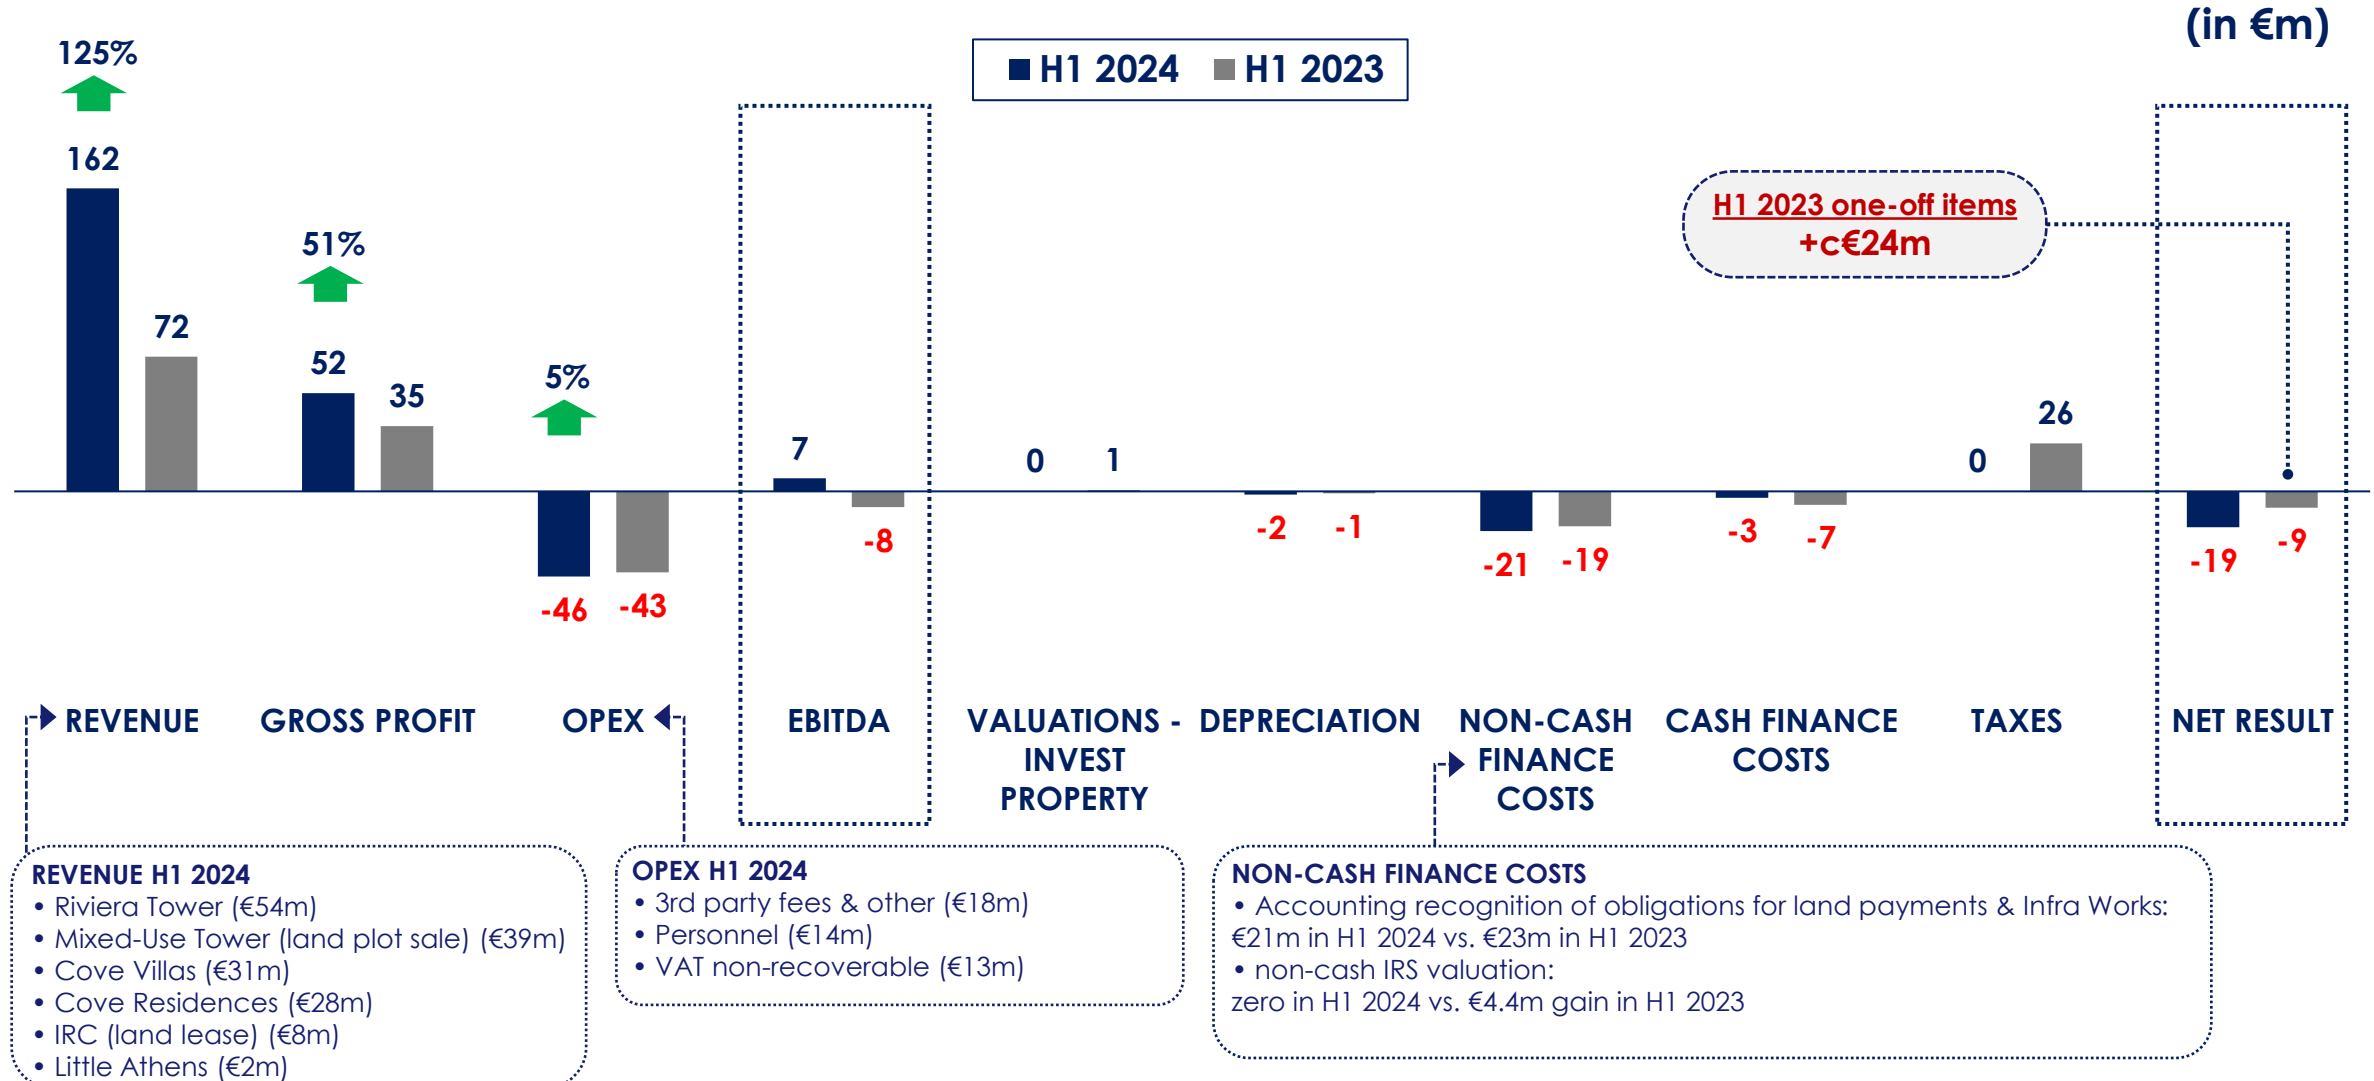 (in €m)
H1 2024 H1 2023
125%
162
72
51%
52
35
5%
-46
-43
7
-8
0
1
-2
-1
-21
-19
-3
-7
0
26
H1 2023 one-off items
+c€24m
-19
-9
REVENUE
GROSS PROFIT
OPEX
EBITDA
VALUATIONS -
INVEST
PROPERTY
DEPRECIATION
NON-CASH
FINANCE
COSTS
CASH FINANCE
COSTS
TAXES
NET RESULT
REVENUE H1 2024
• Riviera Tower (€54m)
• Mixed-Use Tower (land plot sale) (€39m)
• Cove Villas (€31m)
• Cove Residences (€28m)
• IRC (land lease) (€8m)
• Little Athens (€2m)
OPEX H1 2024
• 3rd party fees & other (€18m)
• Personnel (€14m)
• VAT non-recoverable (€13m)
NON-CASH FINANCE COSTS
• Accounting recognition of obligations for land payments & Infra Works:
€21m in H1 2024 vs. €23m in H1 2023
• non-cash IRS valuation:
zero in H1 2024 vs. €4.4m gain in H1 2023